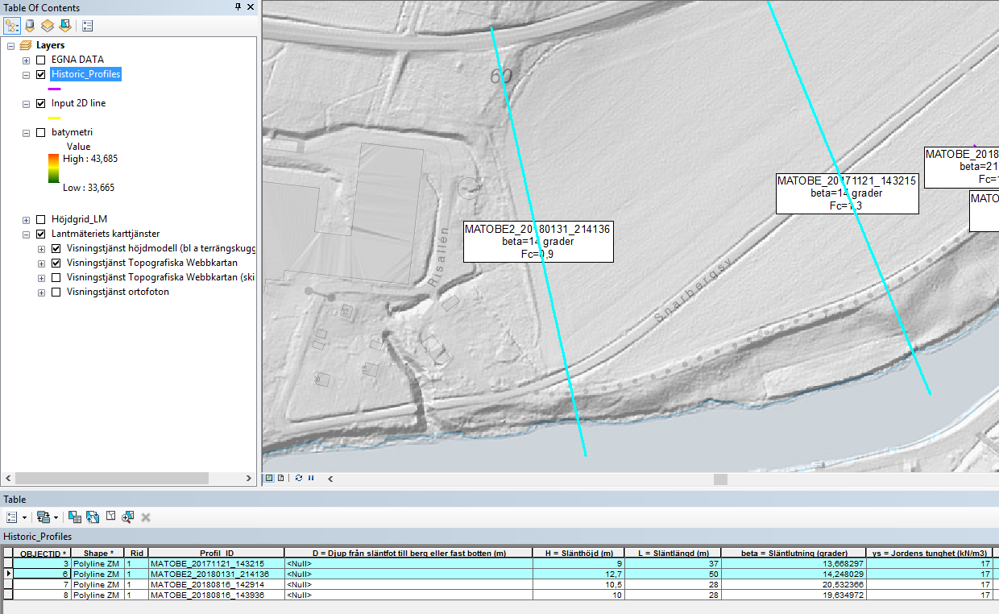 Table Of Contents
Layers
EGNA DATA
Historic_Profiles
Input 2D line
batymetri
Value
High : 43,685
Low : 33,665
Höjdgrid_LM
Lantmäteriets karttjänster
Visningstjänst höjdmodell (bl a terrängskugg
Visningstjänst Topografiska Webbkartan
Visningstjänst Topografiska Webbkartan (ski
Visningstjänst ortofoton
60
Risallén
Snarbergsv.
MATOBE2_20180131_214136
beta=14 grader
Fc=0,9
MATOBE_20171121_143215
beta=14 grader
Fc=1,3
MATOBE_2018
beta=21
Fc=1
MATO
Table
Historic_Profiles
OBJECTID * Shape * Rid Profil_ID D = Djup från släntfot till berg eller fast botten (m) H = Slänthöjd (m) L = Släntlängd (m) beta = Släntlutning (grader) ys = Jordens tunghet (kN/m3)
3 Polyline ZM 1 MATOBE_20171121_143215 <Null> 9 37 13,668297 17
6 Polyline ZM 1 MATOBE2_20180131_214136 <Null> 12,7 50 14,248029 17
7 Polyline ZM 1 MATOBE_20180816_142914 <Null> 10,5 28 20,532366 17
8 Polyline ZM 1 MATOBE_20180816_143936 <Null> 10 28 19,634972 17